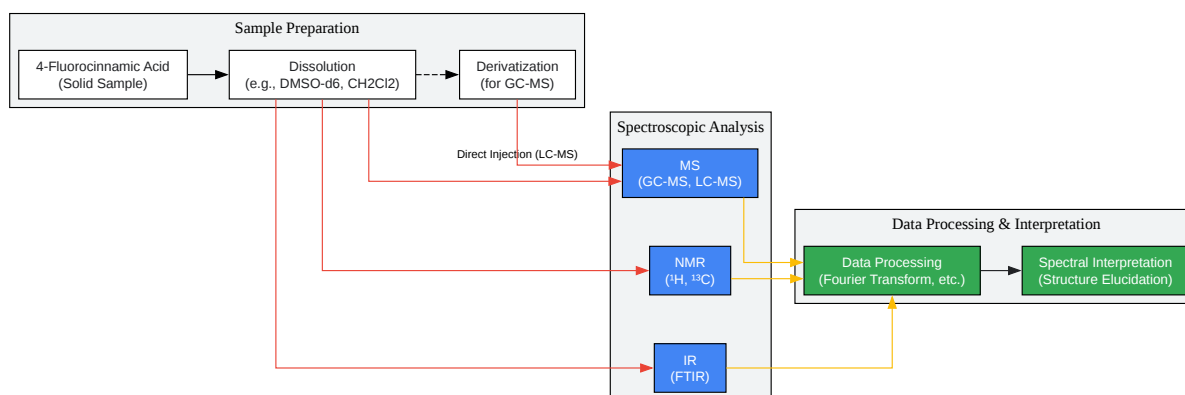 Sample Preparation
4-Fluorocinnamic Acid
(Solid Sample)
Dissolution
(e.g., DMSO-d6, CH2Cl2)
Derivatization
(for GC-MS)
Spectroscopic Analysis
Direct Injection (LC-MS)
MS
(GC-MS, LC-MS)
Data Processing & Interpretation
NMR
(¹H, ¹³C)
Data Processing
(Fourier Transform, etc.)
Spectral Interpretation
(Structure Elucidation)
IR
(FTIR)